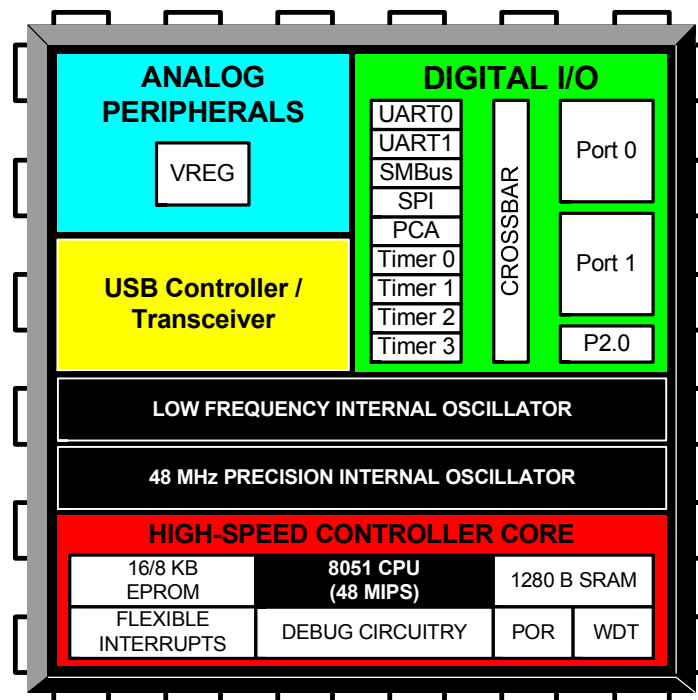 ANALOG
PERIPHERALS
VREG
USB Controller /
Transceiver
DIGITAL I/O
UART0
UART1
SMBus
SPI
PCA
Timer 0
Timer 1
Timer 2
Timer 3
CROSSBAR
Port 0
Port 1
P2.0
LOW FREQUENCY INTERNAL OSCILLATOR
48 MHz PRECISION INTERNAL OSCILLATOR
HIGH-SPEED CONTROLLER CORE
16/8 KB
EPROM
8051 CPU
(48 MIPS)
1280 B SRAM
FLEXIBLE
INTERRUPTS
DEBUG CIRCUITRY
POR
WDT